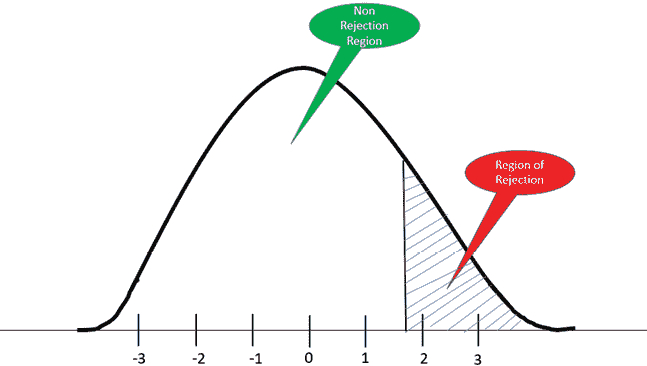 Non
Rejection
Region
Region of
Rejection
-3 -2 -1 0 1 2 3